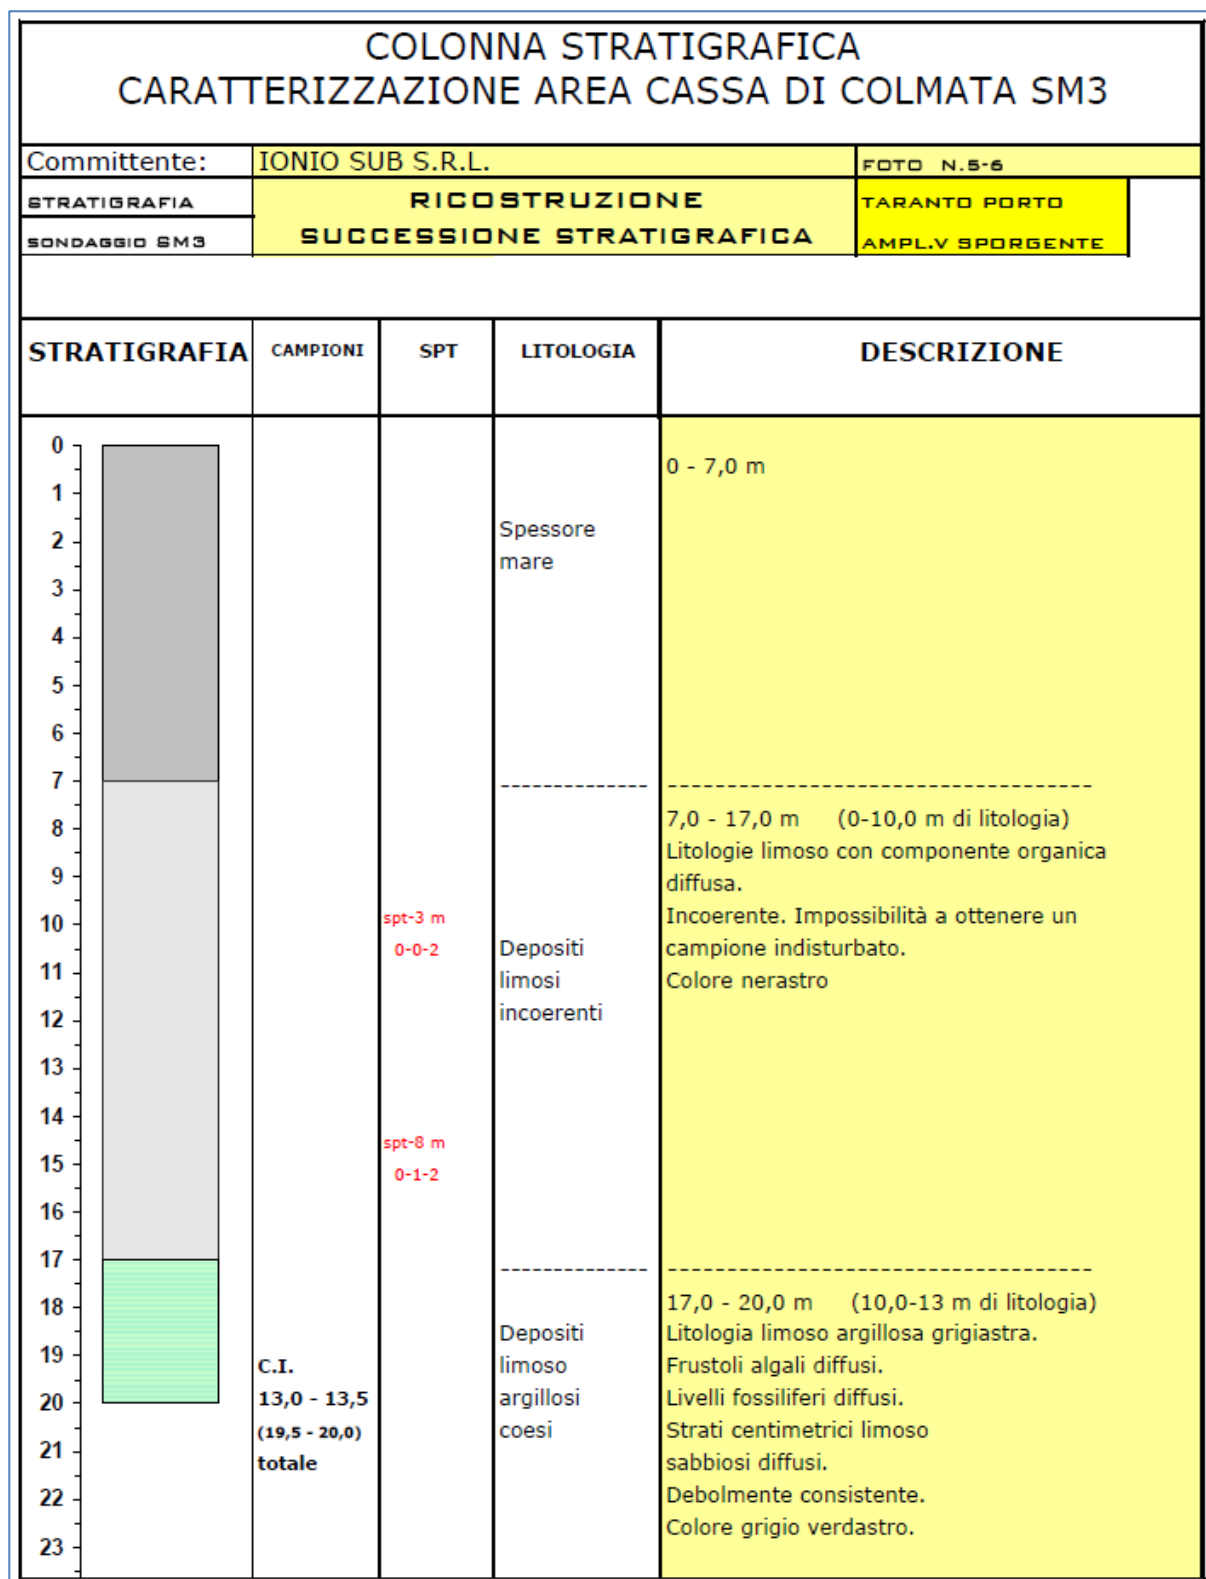 COLONNA STRATIGRAFICA
CARATTERIZZAZIONE AREA CASSA DI COLMATA SM3
Committente: IONIO SUB S.R.L. FOTO N.5-6
STRATIGRAFIA
SONDAGGIO SM3
RICOSTRUZIONE
SUCCESSIONE STRATIGRAFICA
TARANTO PORTO
AMPL.V SPORGENTE
STRATIGRAFIA CAMPIONI SPT LITOLOGIA DESCRIZIONE
0
1
2
3
4
5
6
7
8
9
10
11
12
13
14
15
16
17
18
19
20
21
22
23
C.I.
13,0 - 13,5
(19,5 - 20,0)
totale
spt-3 m
0-0-2
spt-8 m
0-1-2
Spessore
mare
--------------
Depositi
limosi
incoerenti
--------------
Depositi
limoso
argillosi
coesi
0 - 7,0 m
------------------------------------
7,0 - 17,0 m (0-10,0 m di litologia)
Litologie limoso con componente organica
diffusa.
Incoerente. Impossibilità a ottenere un
campione indisturbato.
Colore nerastro
------------------------------------
17,0 - 20,0 m (10,0-13 m di litologia)
Litologia limoso argillosa grigiastra.
Frustoli algali diffusi.
Livelli fossiliferi diffusi.
Strati centimetrici limoso
sabbiosi diffusi.
Debolmente consistente.
Colore grigio verdastro.